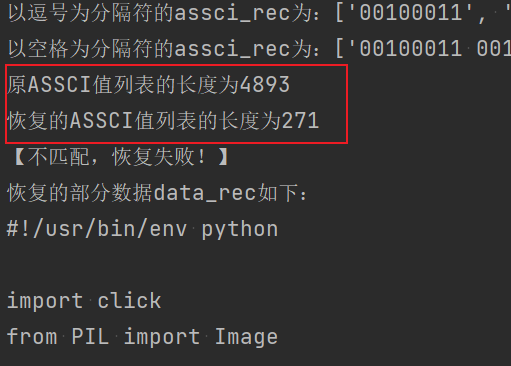 以逗号为分隔符的assci_rec为：['00100011', '
以空格为分隔符的assci_rec为：['00100011 001
原ASSCI值列表的长度为4893
恢复的ASSCI值列表的长度为271
【不匹配，恢复失败！】
恢复的部分数据data_rec如下：
#!/usr/bin/env python
import click
from PIL import Image